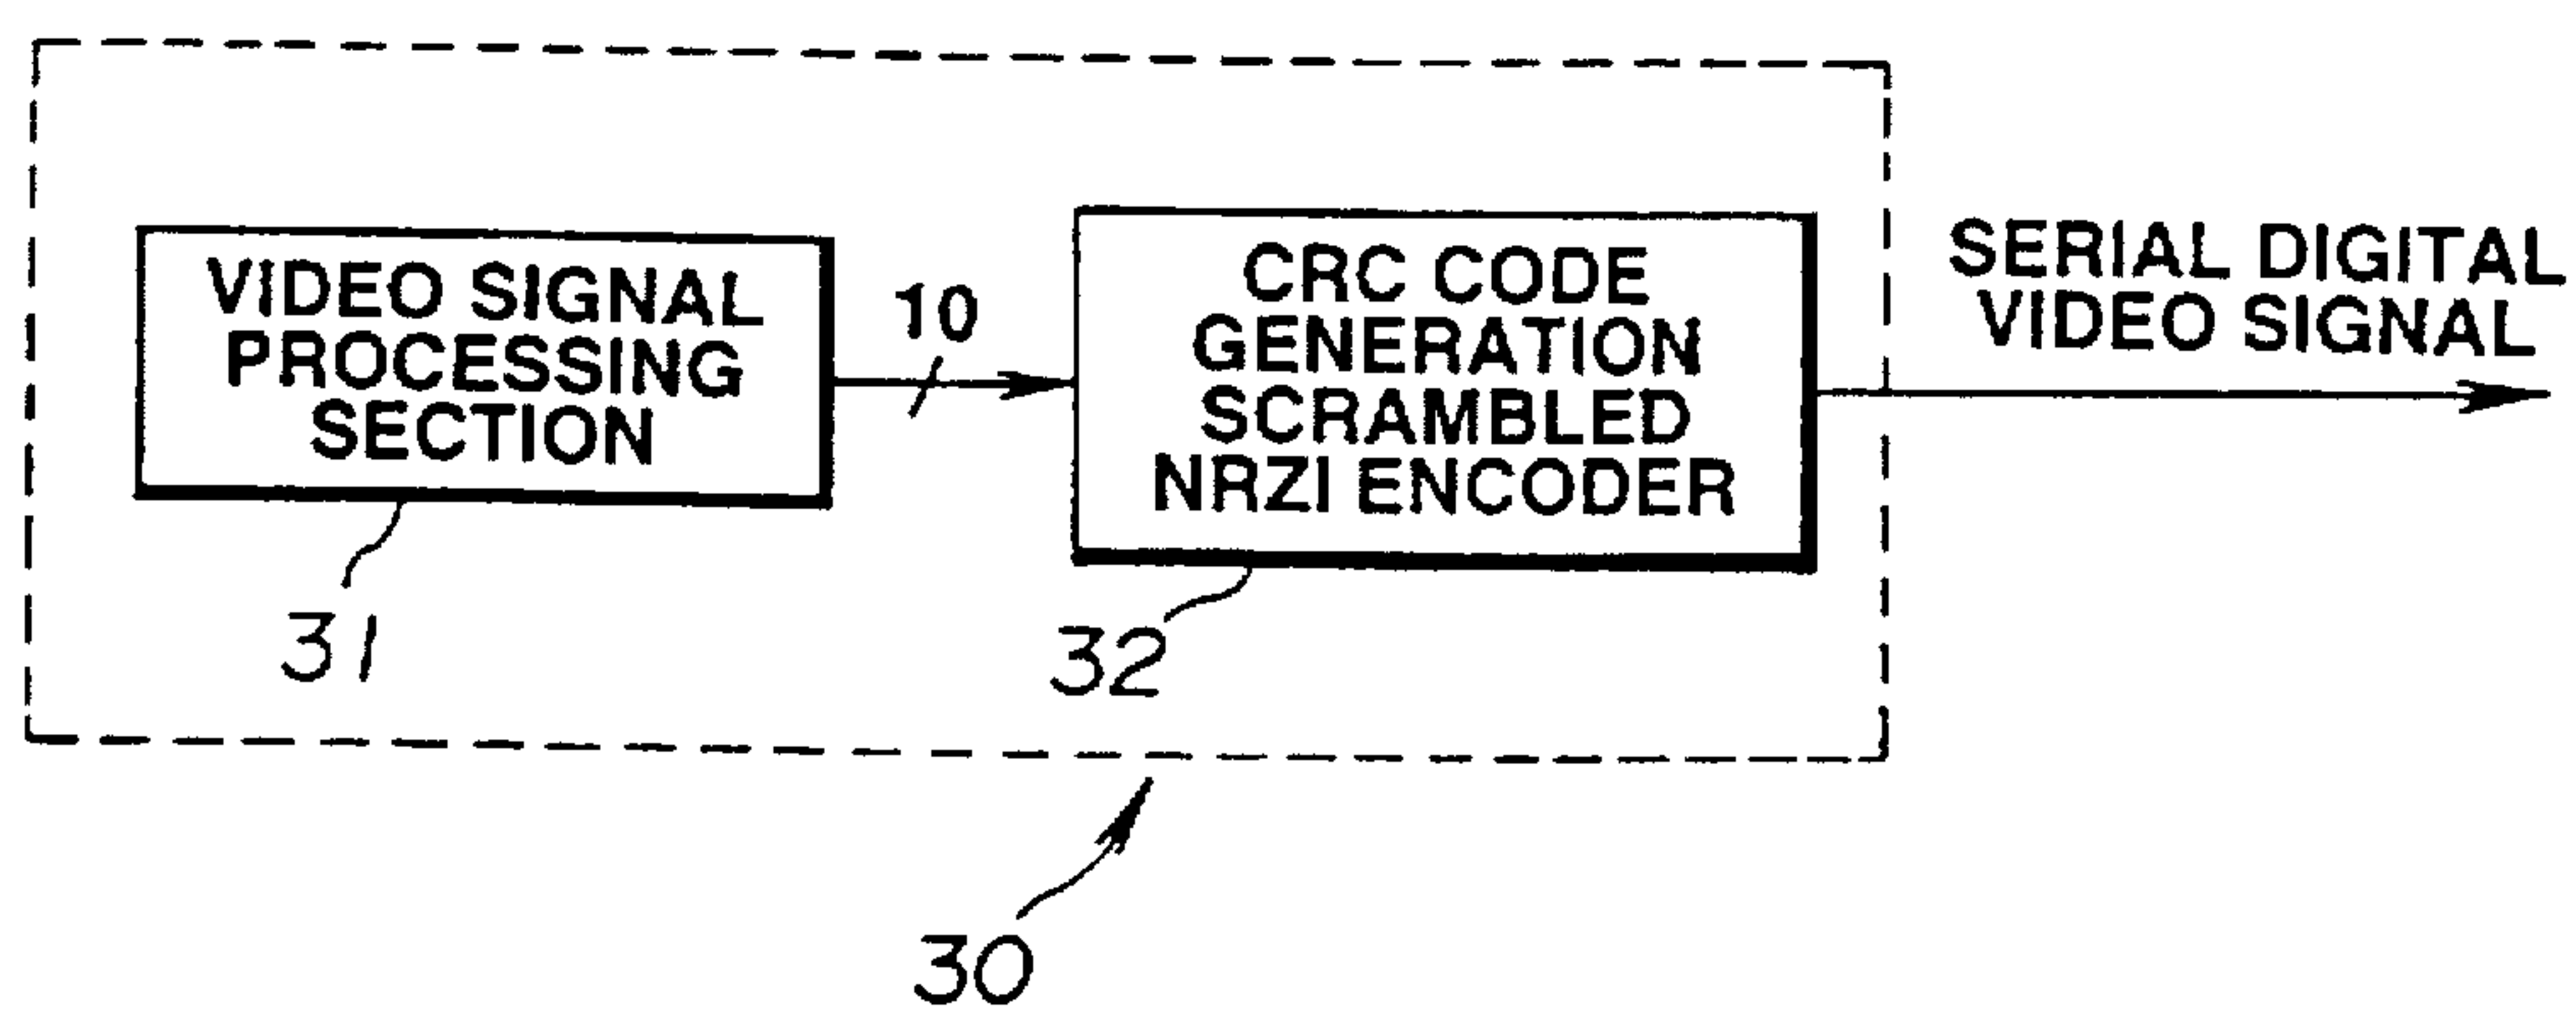 VIDEO SIGNAL
PROCESSING
SECTION
10
CRC CODE
GENERATION
SCRAMBLED
NRZI ENCODER
SERIAL DIGITAL
VIDEO SIGNAL
31
32
30